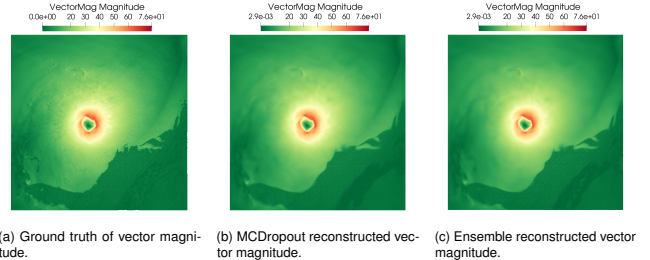 VectorMag Magnitude
0.0e+00 20 30 40 50 60 7.6e+01
VectorMag Magnitude
2.9e-03 20 30 40 50 60 7.6e+01
VectorMag Magnitude
2.9e-03 20 30 40 50 60 7.6e+01
(a) Ground truth of vector magni-
tude.
(b) MCDropout reconstructed vec-
tor magnitude.
(c) Ensemble reconstructed vector
magnitude.